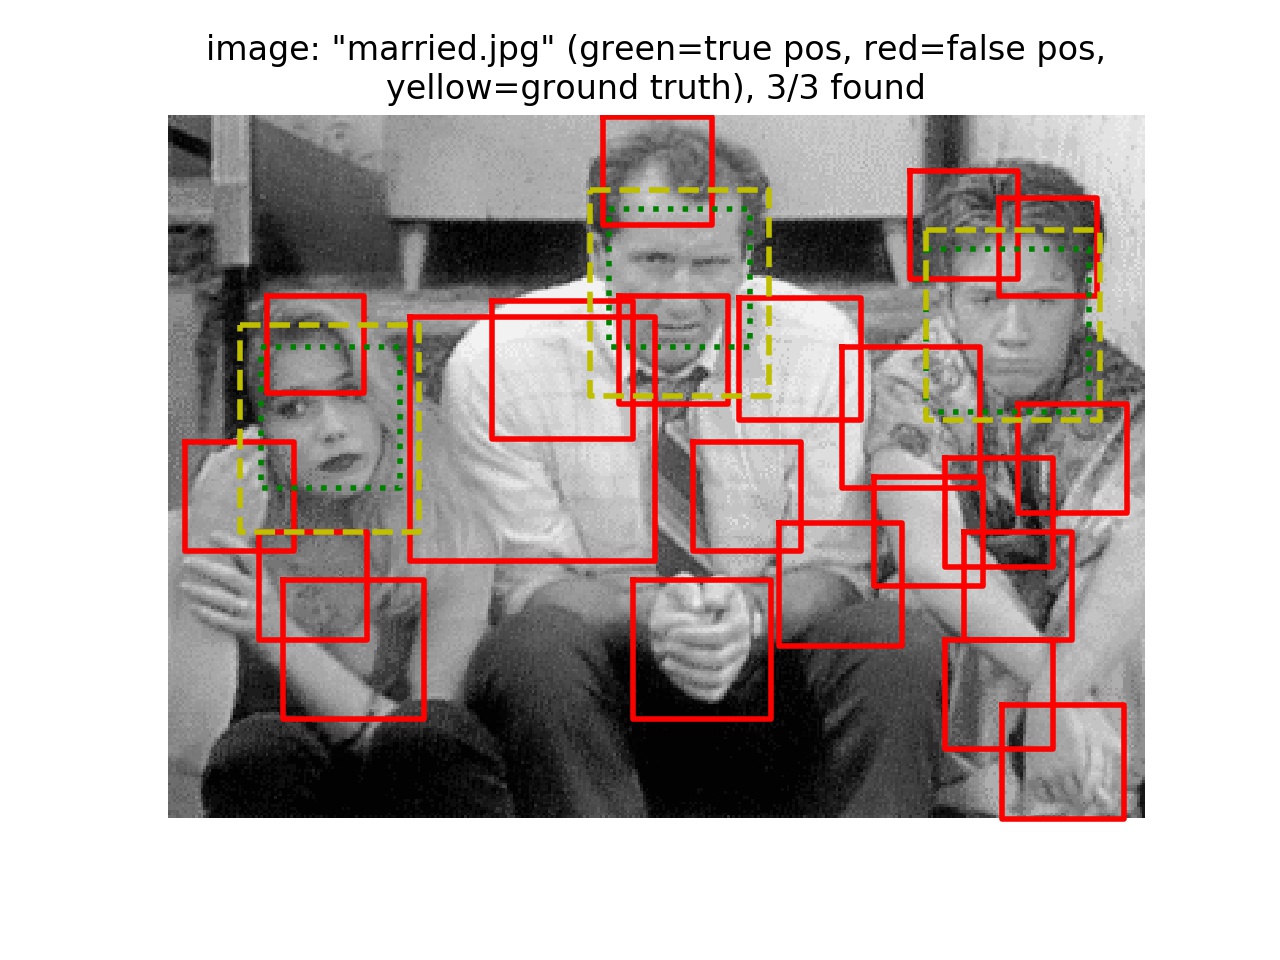 image: "married.jpg" (green=true pos, red=false pos,
yellow=ground truth), 3/3 found